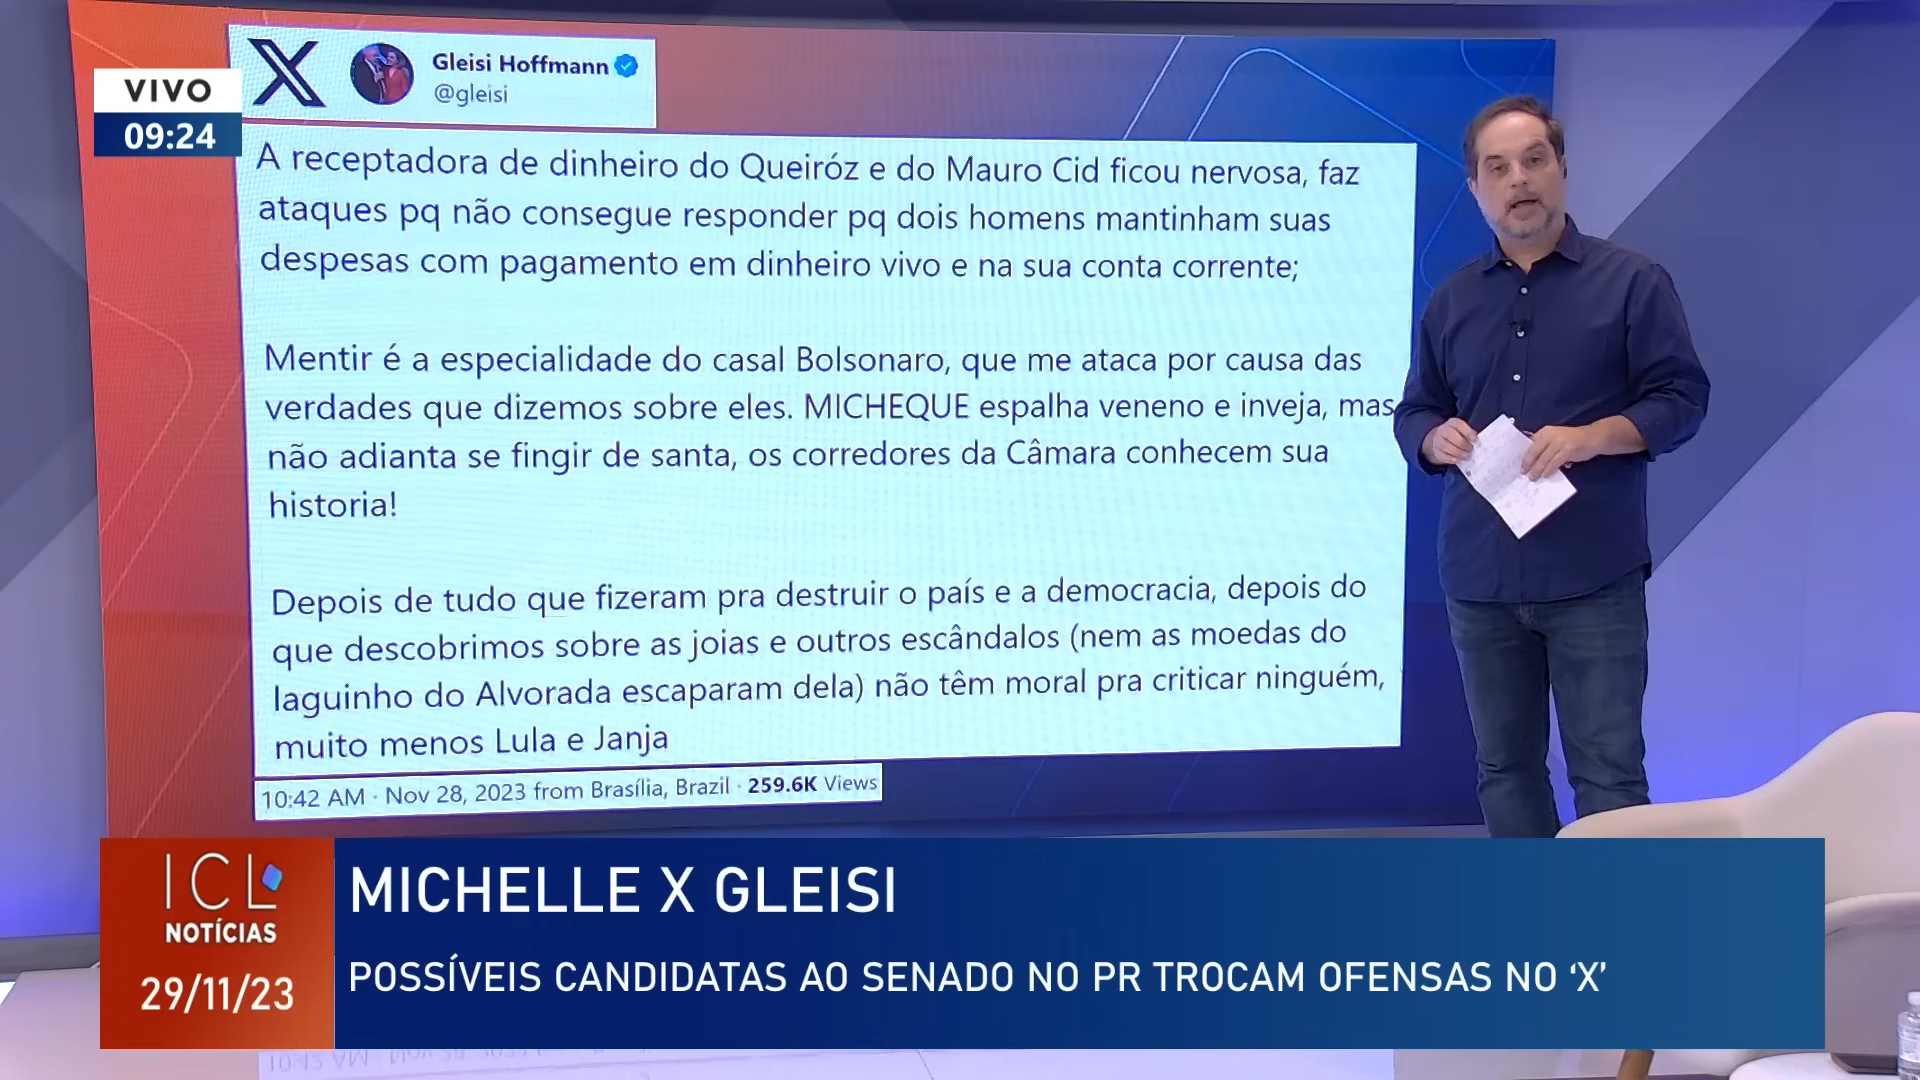 VIVO
09:24
X
Gleisi Hoffmann
@gleisi
A receptadora de dinheiro do Queiróz e do Mauro Cid ficou nervosa, faz
ataques pq não consegue responder pq dois homens mantinham suas
despesas com pagamento em dinheiro vivo e na sua conta corrente;
Mentir é a especialidade do casal Bolsonaro, que me ataca por causa das
verdades que dizemos sobre eles. MICHEQUE espalha veneno e inveja, mas
não adianta se fingir de santa, os corredores da Câmara conhecem sua
historia!
Depois de tudo que fizeram pra destruir o país e a democracia, depois do
que descobrimos sobre as joias e outros escândalos (nem as moedas do
laguinho do Alvorada escaparam dela) não têm moral pra criticar ninguém,
muito menos Lula e Janja
10:42 AM · Nov 28, 2023 from Brasília, Brazil · 259.6K Views
ICL
NOTÍCIAS
29/11/23
MICHELLE X GLEISI
POSSÍVEIS CANDIDATAS AO SENADO NO PR TROCAM OFENSAS NO ‘X’